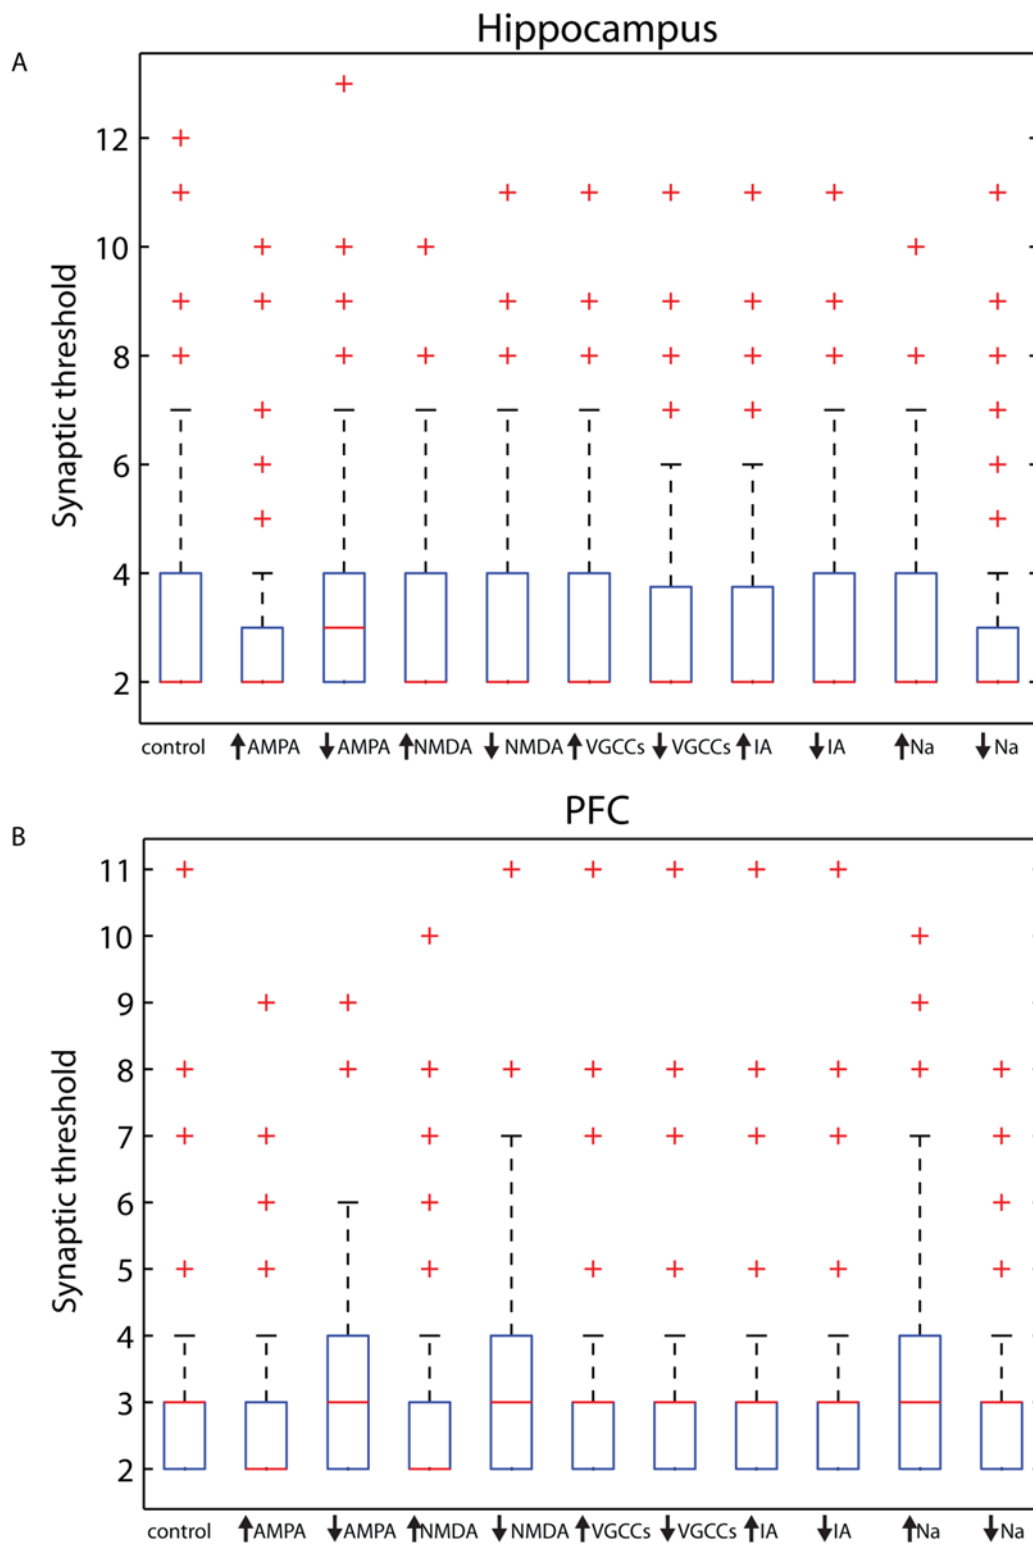 Hippocampus
A
12
10
8
6
4
2
Synaptic threshold
control ↑AMPA ↓AMPA ↑NMDA ↓NMDA ↑VGCCs ↓VGCCs ↑IA ↓IA ↑Na ↓Na
PFC
B
11
10
9
8
7
6
5
4
3
2
Synaptic threshold
control ↑AMPA ↓AMPA ↑NMDA ↓NMDA ↑VGCCs ↓VGCCs ↑IA ↓IA ↑Na ↓Na